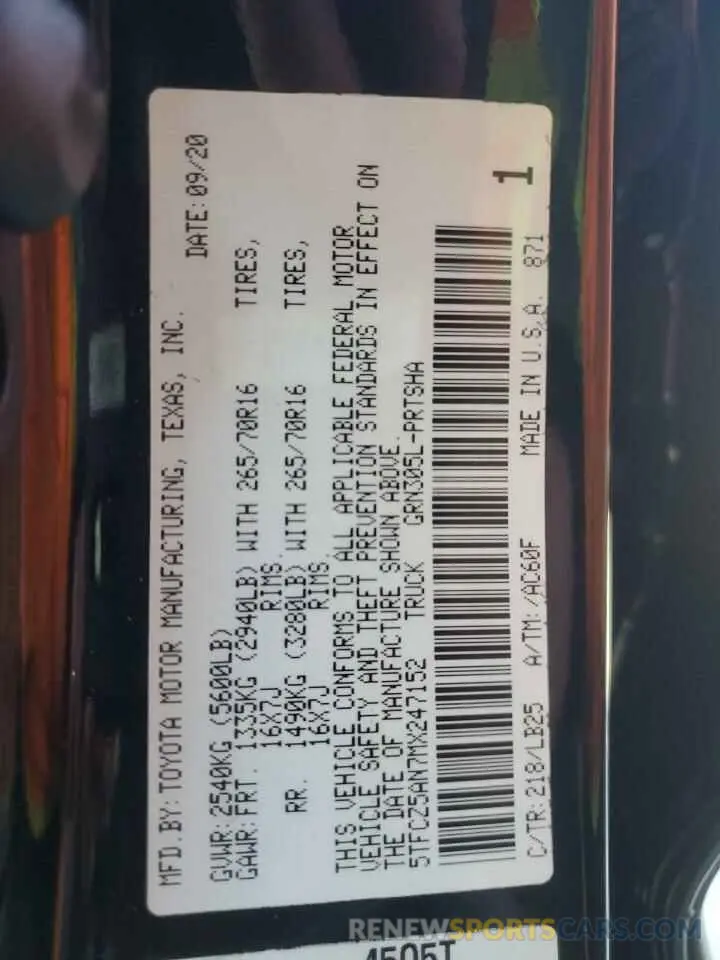 MFD.BY:TOYOTA MOTOR MANUFACTURING, TEXAS, INC.
DATE:09/20
GVWR:2540KG (5600LB)
GAWR:FRT. 1335KG (2940LB) WITH 265/70R16 TIRES,
16X7J RIMS.
RR. 1490KG (3280LB) WITH 265/70R16 TIRES,
16X7J RIMS.
THIS VEHICLE CONFORMS TO ALL APPLICABLE FEDERAL MOTOR
VEHICLE SAFETY AND THEFT PREVENTION STANDARDS IN EFFECT ON
THE DATE OF MANUFACTURE SHOWN ABOVE.
5TFCZ5AN7MX247152 TRUCK GRN305L-PRTSHA
1
C/TR:218/LB25 A/TM:/AC60F MADE IN U.S.A. 871
4505T
RENEWSPORTSCARS.COM